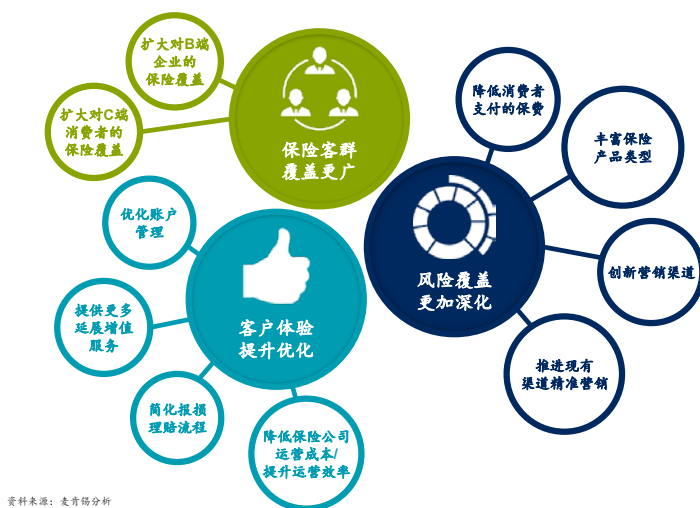 扩大对B端
企业的
保险覆盖
扩大对C端
消费者的
保险覆盖
保险客群
覆盖更广
降低消费者
支付的保费
丰富保险
产品类型
创新营销渠道
推进现有
渠道精准营销
风险覆盖
更加深化
优化账户
管理
提供更多
延展增值
服务
简化报损
理赔流程
降低保险公司
运营成本/
提升运营效率
客户体验
提升优化
资料来源：麦肯锡分析